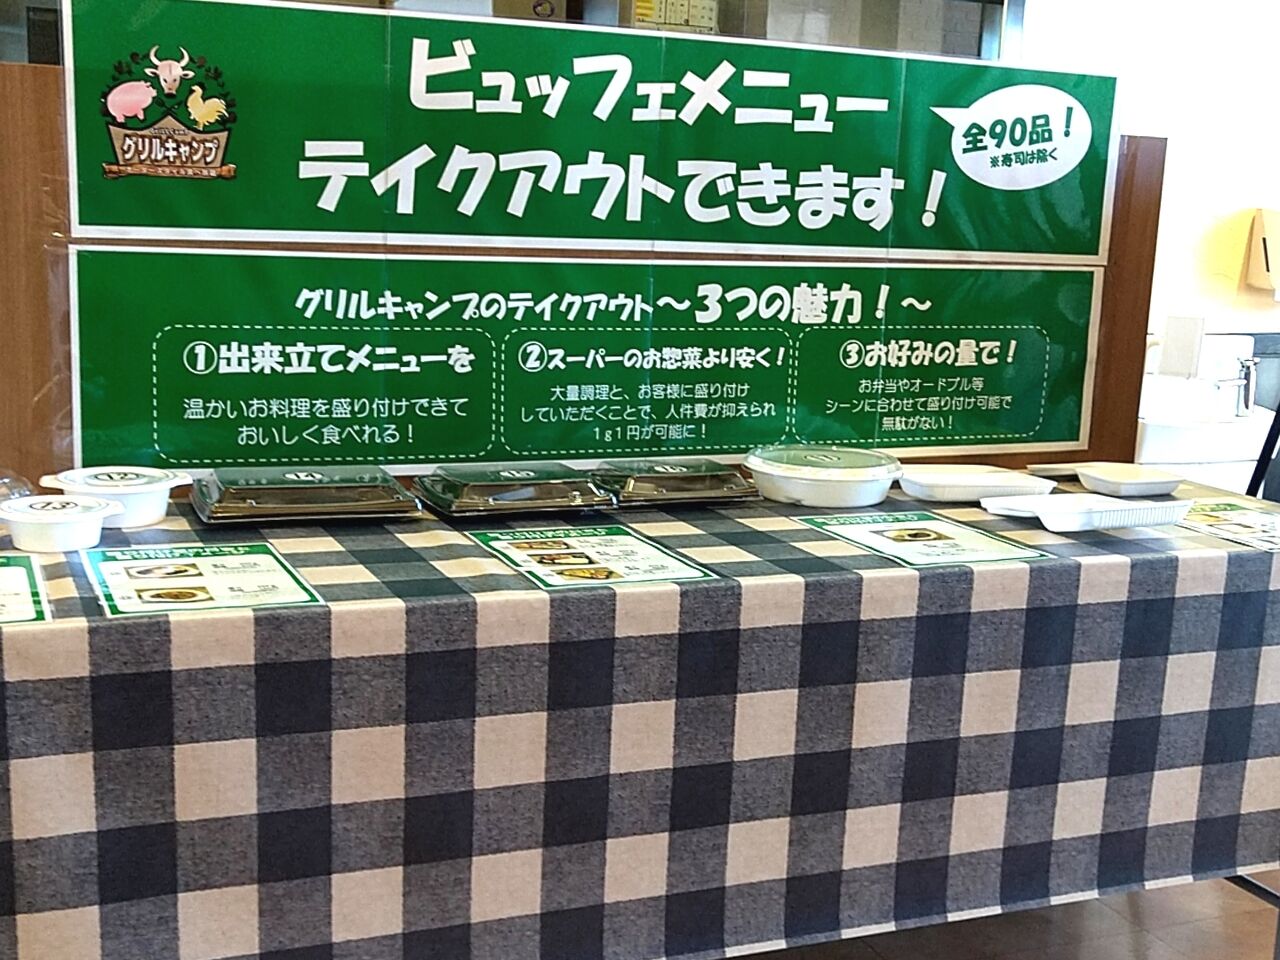 ビュッフェメニュー
テイクアウトできます！
全90品！
※寿司は除く
グリルキャンプ
グリルキャンプのテイクアウト～3つの魅力！～
①出来立てメニューを
温かいお料理を盛り付けできて
おいしく食べれる！
②スーパーのお惣菜より安く！
大量調理と、お客様に盛り付け
していただくことで、人件費が抑えられ
1g1円が可能に！
③お好みの量で！
お弁当やオードブル等
シーンに合わせて盛り付け可能で
無駄がない！